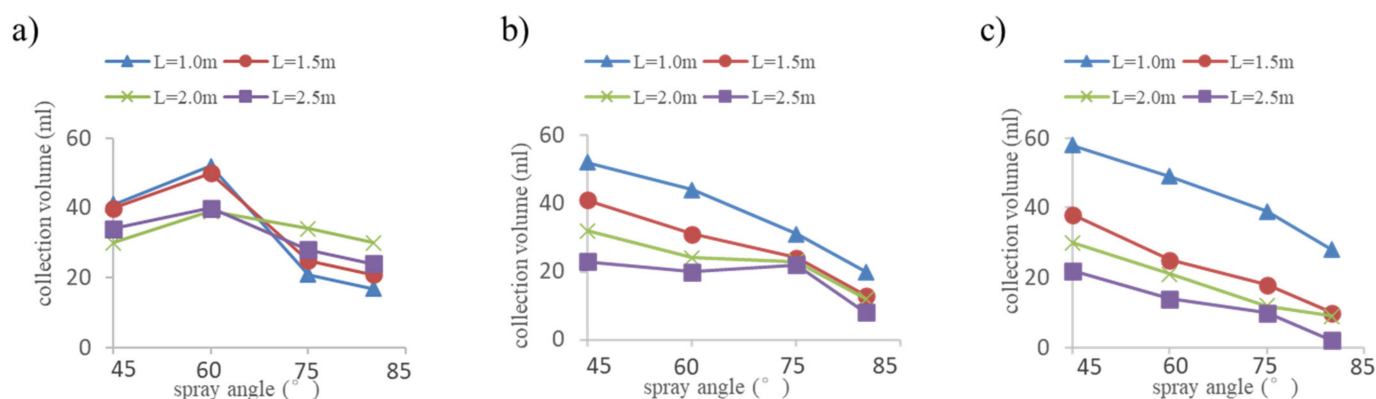 a)
L=1.0m L=1.5m
L=2.0m L=2.5m
collection volume (ml)
60
40
20
0
45 60 75 85
spray angle (°)
b)
L=1.0m L=1.5m
L=2.0m L=2.5m
collection volume (ml)
60
40
20
0
45 60 75 85
spray angle (°)
c)
L=1.0m L=1.5m
L=2.0m L=2.5m
collection volume (ml)
60
40
20
0
45 60 75 85
spray angle (°)